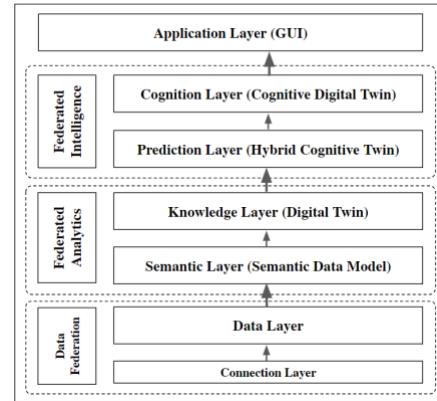 Application Layer (GUI)
Federated
Intelligence
Cognition Layer (Cognitive Digital Twin)
Prediction Layer (Hybrid Cognitive Twin)
Federated
Analytics
Knowledge Layer (Digital Twin)
Semantic Layer (Semantic Data Model)
Data
Federation
Data Layer
Connection Layer